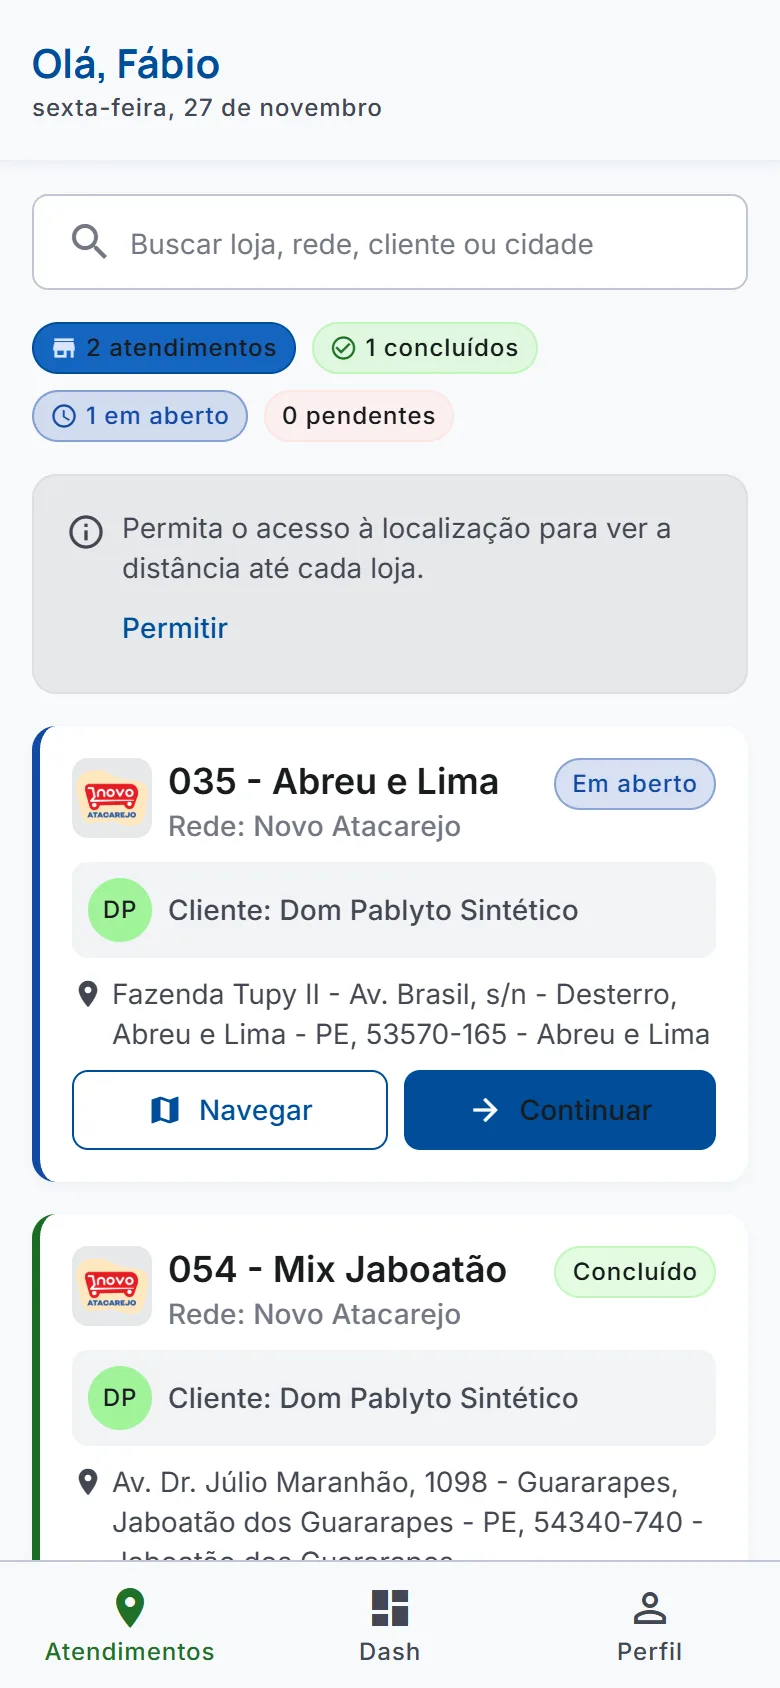 Olá, Fábio
sexta-feira, 27 de novembro
Buscar loja, rede, cliente ou cidade
2 atendimentos
1 concluídos
1 em aberto
0 pendentes
Permita o acesso à localização para ver a
distância até cada loja.
Permitir
novo
ATACAREJO
035 - Abreu e Lima
Em aberto
Rede: Novo Atacarejo
DP
Cliente: Dom Pablyto Sintético
Fazenda Tupy II - Av. Brasil, s/n - Desterro,
Abreu e Lima - PE, 53570-165 - Abreu e Lima
Navegar
Continuar
novo
ATACAREJO
054 - Mix Jaboatão
Concluído
Rede: Novo Atacarejo
DP
Cliente: Dom Pablyto Sintético
Av. Dr. Júlio Maranhão, 1098 - Guararapes,
Jaboatão dos Guararapes - PE, 54340-740 -
Jaboatão dos Guararapes
Atendimentos
Dash
Perfil